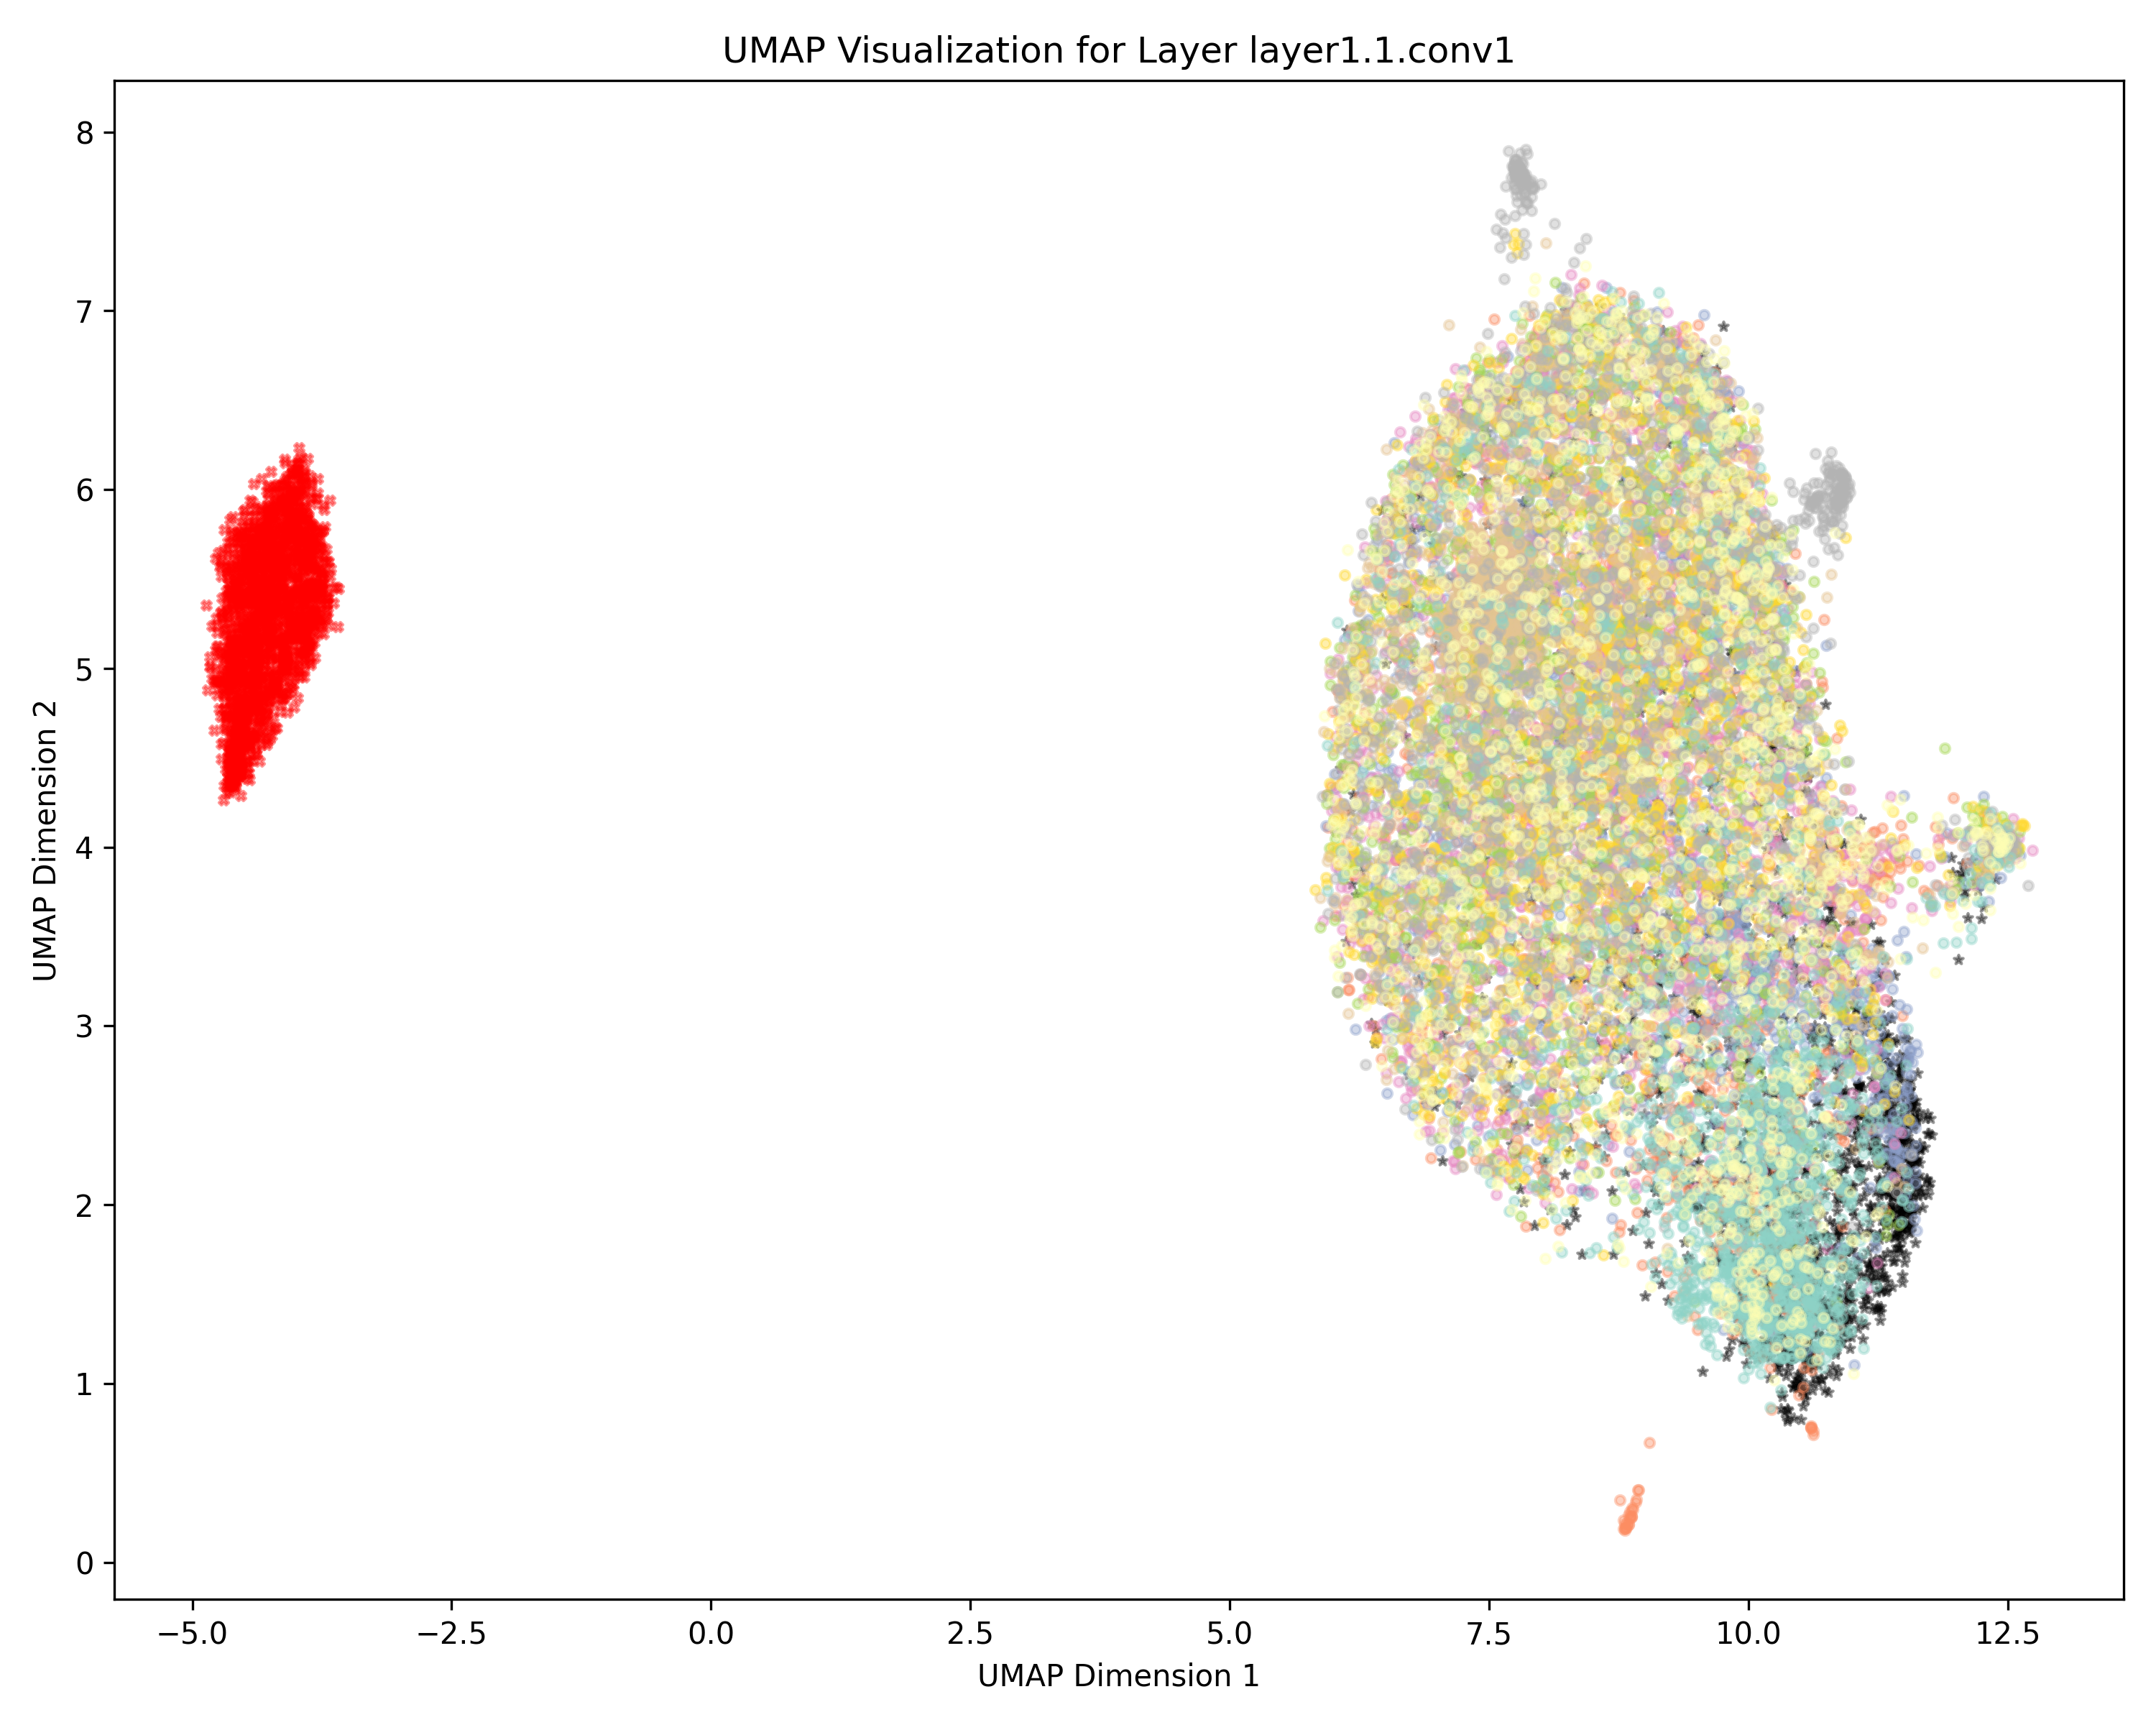 UMAP Visualization for Layer layer1.1.conv1
8
7
6
5
4
3
2
1
0
UMAP Dimension 2
−5.0 −2.5 0.0 2.5 5.0 7.5 10.0 12.5
UMAP Dimension 1